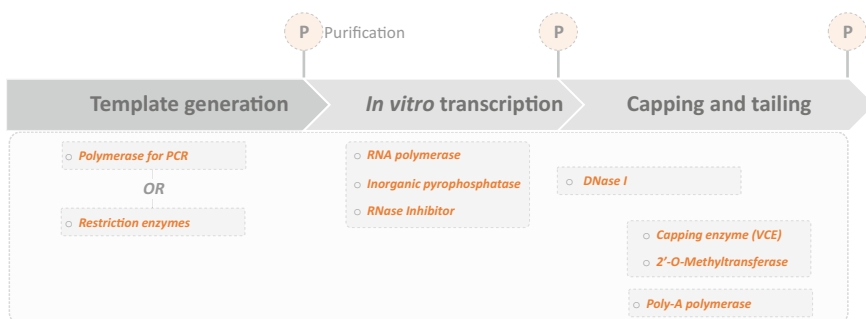 P Purification P P
Template generation In vitro transcription Capping and tailing
Polymerase for PCR
OR
Restriction enzymes
RNA polymerase
Inorganic pyrophosphatase
RNase Inhibitor
DNase I
Capping enzyme (VCE)
2’-O-Methyltransferase
Poly-A polymerase